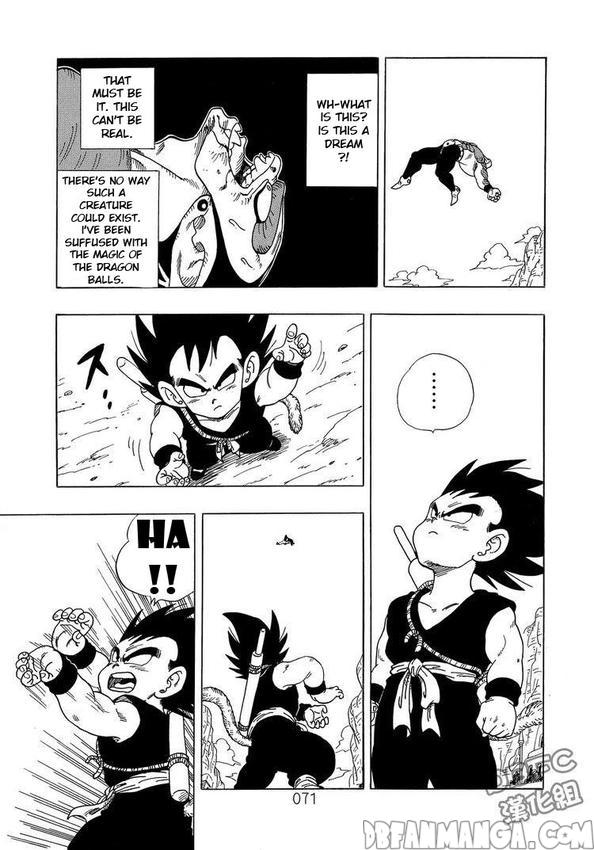 WH-WHAT
IS THIS?
IS THIS A
DREAM
?!
THAT
MUST BE
IT. THIS
CAN'T BE
REAL.
THERE'S NO
WAY SUCH
A
CREATURE
COULD EXIST.
I'VE BEEN
SUFFUSED WITH
THE MAGIC OF
THE DRAGON
BALLS.
.....
スッ
HA
!!
071
漢化組
DBFANMANGA.COM